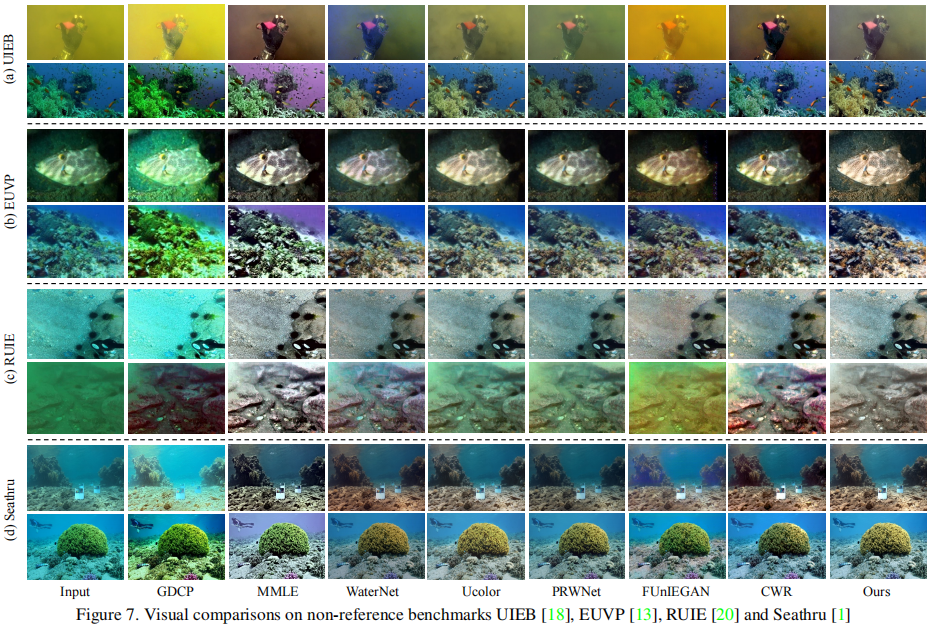 (a) UIEB
(b) EUVP
(c) RUIE
(d) Seathru
Input GDCP MMLE WaterNet Ucolor PRWNet FUnIEGAN CWR Ours
Figure 7. Visual comparisons on non-reference benchmarks UIEB [18], EUVP [13], RUIE [20] and Seathru [1]